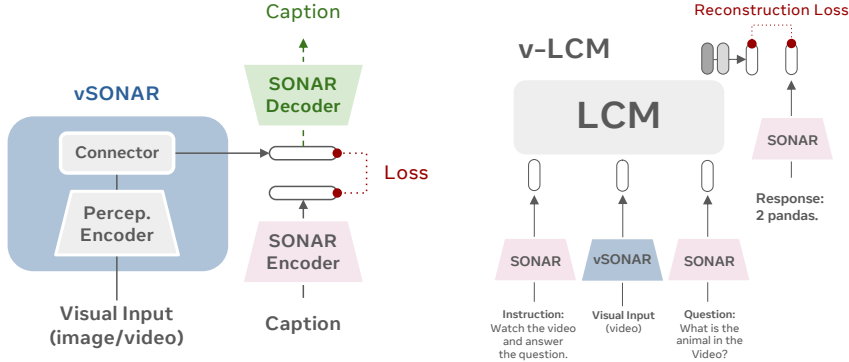 Caption
vSONAR
SONAR
Decoder
Connector
Loss
Percep.
Encoder
SONAR
Encoder
Visual Input
(image/video)
Caption
Reconstruction Loss
v-LCM
LCM
SONAR
Response:
2 pandas.
SONAR
vSONAR
SONAR
Instruction:
Watch the video
and answer
the question.
Visual Input
(video)
Question:
What is the
animal in the
Video?